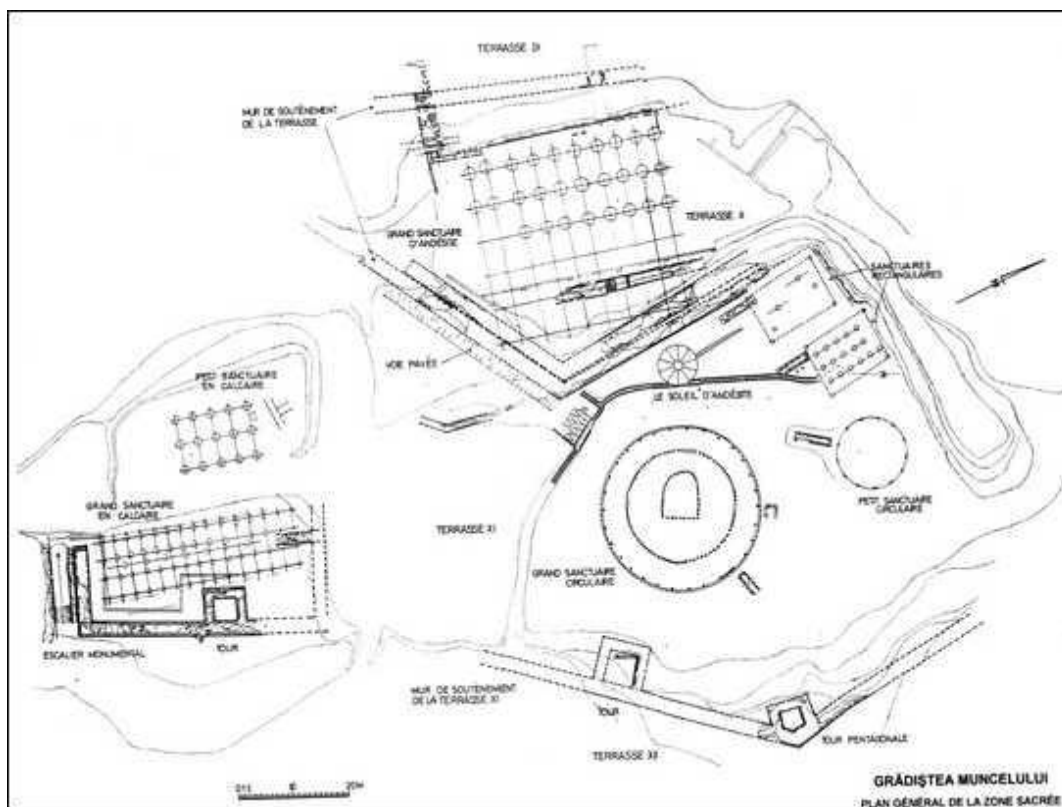 TERRASSE IX
MUR DE SOUTÈNEMENT
DE LA TERRASSE
GRAND SANCTUAIRE
D'ANDÉSITE
TERRASSE X
SANCTUAIRES
RECTANGULAIRES
VOIE PAVÉE
PETIT SANCTUAIRE
EN CALCAIRE
LE SOLEIL D'ANDÉSITE
GRAND SANCTUAIRE
EN CALCAIRE
TERRASSE XI
PETIT SANCTUAIRE
CIRCULAIRE
GRAND SANCTUAIRE
CIRCULAIRE
ESCALIER MONUMENTAL
TOUR
MUR DE SOUTÈNEMENT
DE LA TERRASSE XI
TOUR
TOUR PENTAGONALE
TERRASSE XII
20M
GRĂDIŞTEA MUNCELULUI
PLAN GÉNÉRAL DE LA ZONE SACRÉE